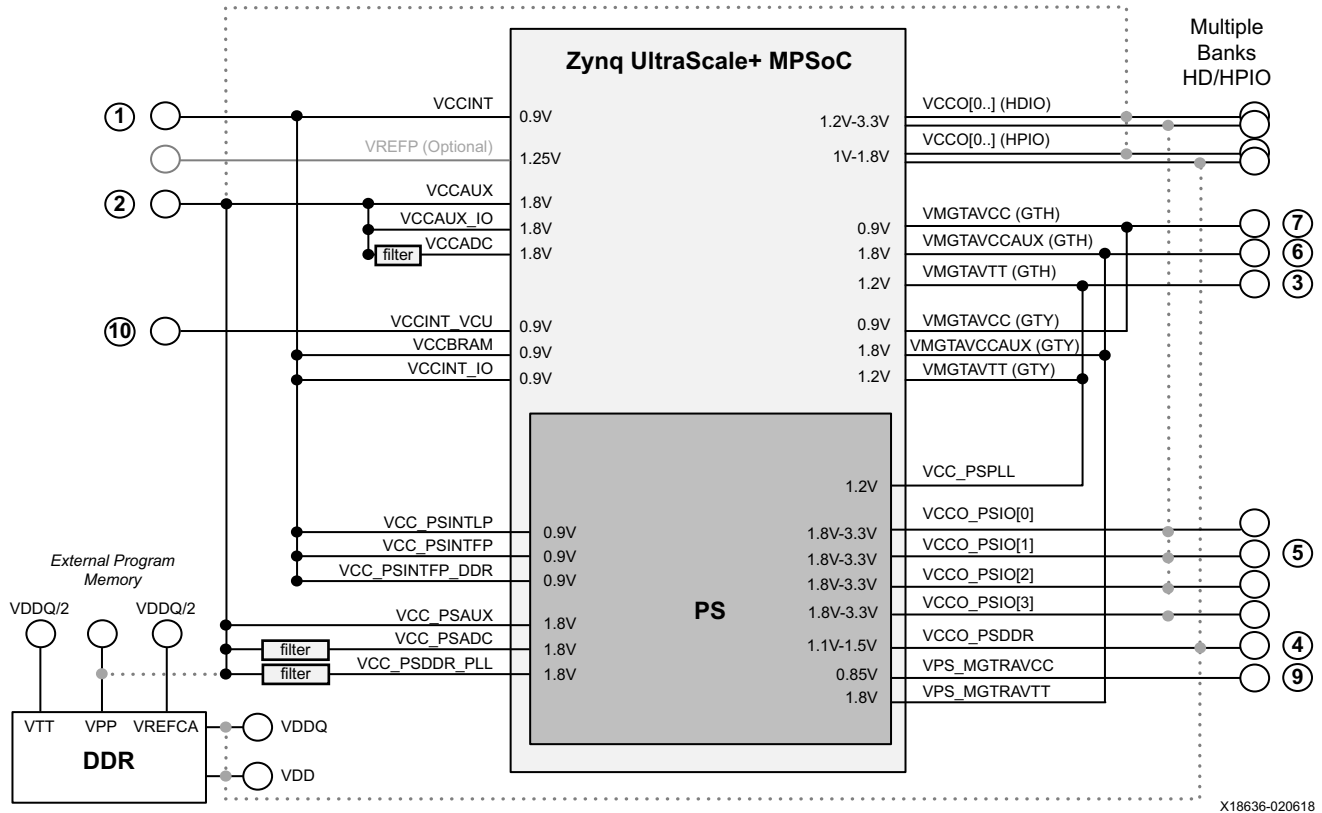 Multiple
Banks
HD/HPIO
Zynq UltraScale+ MPSoC
1
VCCINT
0.9V
VREFP (Optional)
1.25V
2
VCCAUX
1.8V
VCCAUX_IO
1.8V
filter
VCCADC
1.8V
10
VCCINT_VCU
0.9V
VCCBRAM
0.9V
VCCINT_IO
0.9V
1.2V-3.3V
VCCO[0..] (HDIO)
1V-1.8V
VCCO[0..] (HPIO)
0.9V
VMGTAVCC (GTH)
7
1.8V
VMGTAVCCAUX (GTH)
6
1.2V
VMGTAVTT (GTH)
3
0.9V
VMGTAVCC (GTY)
1.8V
VMGTAVCCAUX (GTY)
1.2V
VMGTAVTT (GTY)
PS
VCC_PSINTLP
0.9V
VCC_PSINTFP
0.9V
VCC_PSINTFP_DDR
0.9V
VCC_PSAUX
1.8V
filter
VCC_PSADC
1.8V
filter
VCC_PSDDR_PLL
1.8V
1.2V
VCC_PSPLL
1.8V-3.3V
VCCO_PSIO[0]
1.8V-3.3V
VCCO_PSIO[1]
5
1.8V-3.3V
VCCO_PSIO[2]
1.8V-3.3V
VCCO_PSIO[3]
1.1V-1.5V
VCCO_PSDDR
4
0.85V
VPS_MGTRAVCC
9
1.8V
VPS_MGTRAVTT
External Program
Memory
VDDQ/2
VDDQ/2
VTT
VPP
VREFCA
DDR
VDDQ
VDD
X18636-020618